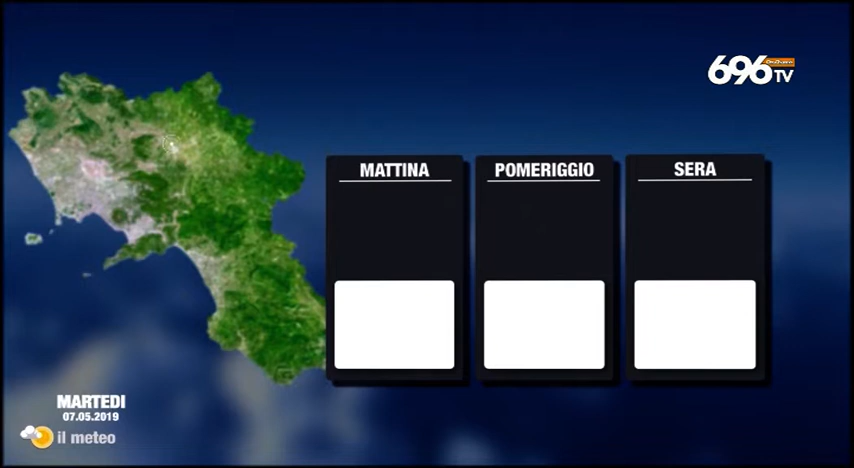 696 TV
MATTINA
POMERIGGIO
SERA
MARTEDI
07.05.2019
il meteo